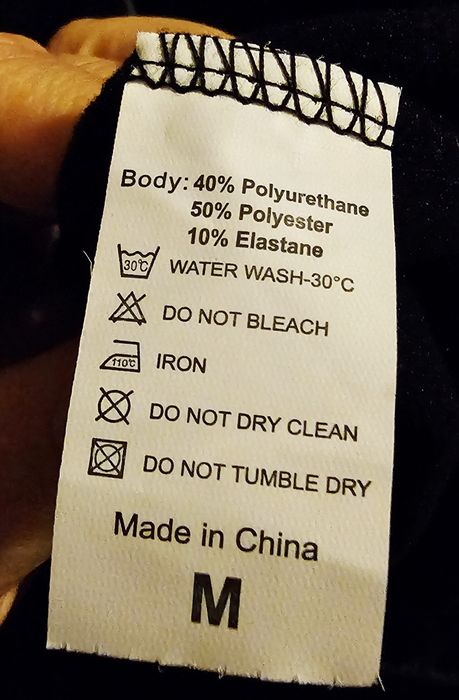 Body: 40% Polyurethane
50% Polyester
10% Elastane
30°C WATER WASH-30°C
DO NOT BLEACH
110°C IRON
DO NOT DRY CLEAN
DO NOT TUMBLE DRY
Made in China
M